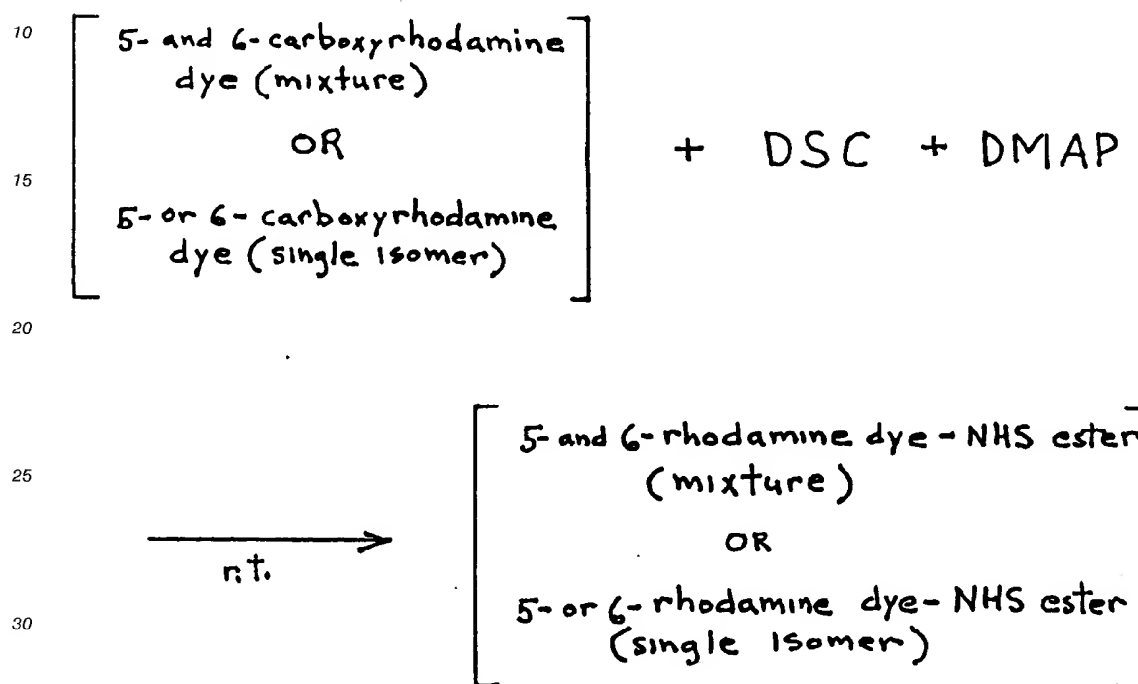 10
5- and 6-carboxyrhodamine
dye (mixture)
OR
+ DSC + DMAP
15
5- or 6-carboxyrhodamine
dye (single isomer)
20
5- and 6-rhodamine dye-NHS ester
25
(mixture)
OR
r.t.
5- or 6-rhodamine dye-NHS ester
30
(single isomer)